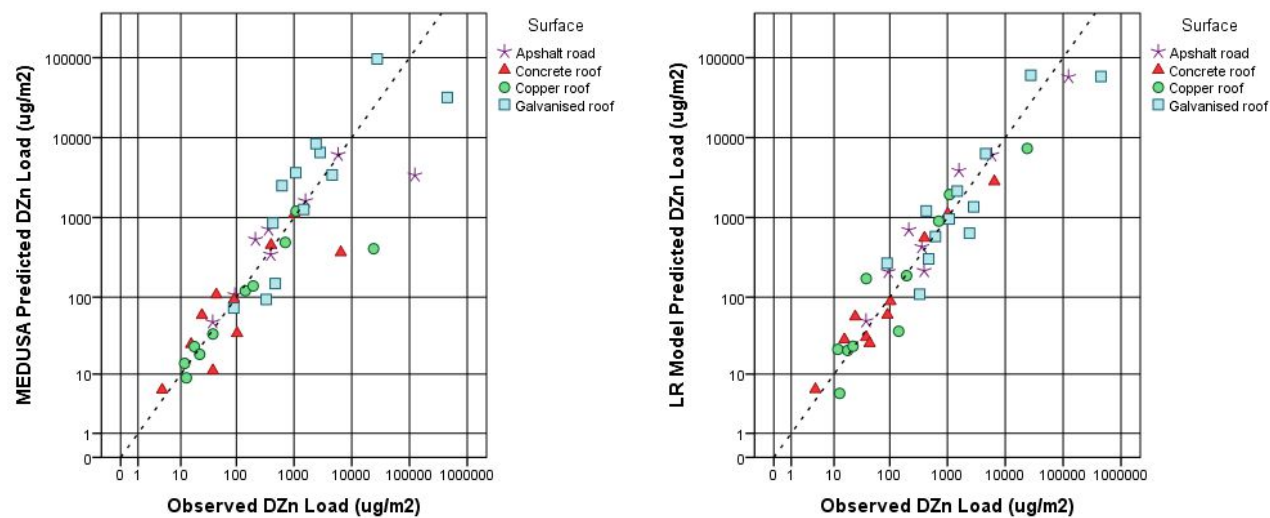 MEDUSA Predicted DZn Load (ug/m2)
100000
10000
1000
100
10
1
0
0 1 10 100 1000 10000 100000 1000000
Observed DZn Load (ug/m2)
Surface
Apshalt road
Concrete roof
Copper roof
Galvanised roof
LR Model Predicted DZn Load (ug/m2)
100000
10000
1000
100
10
1
0
0 1 10 100 1000 10000 100000 1000000
Observed DZn Load (ug/m2)
Surface
Apshalt road
Concrete roof
Copper roof
Galvanised roof